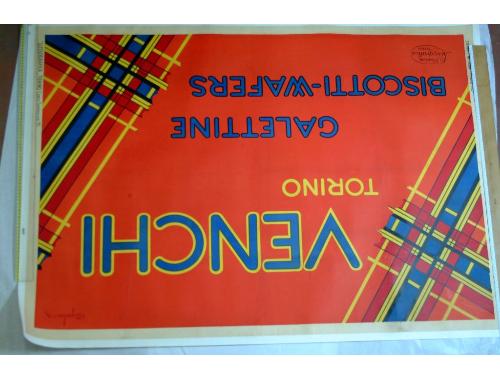 VENCHI
TORINO
GALETTINE
BISCOTTI-WAFERS